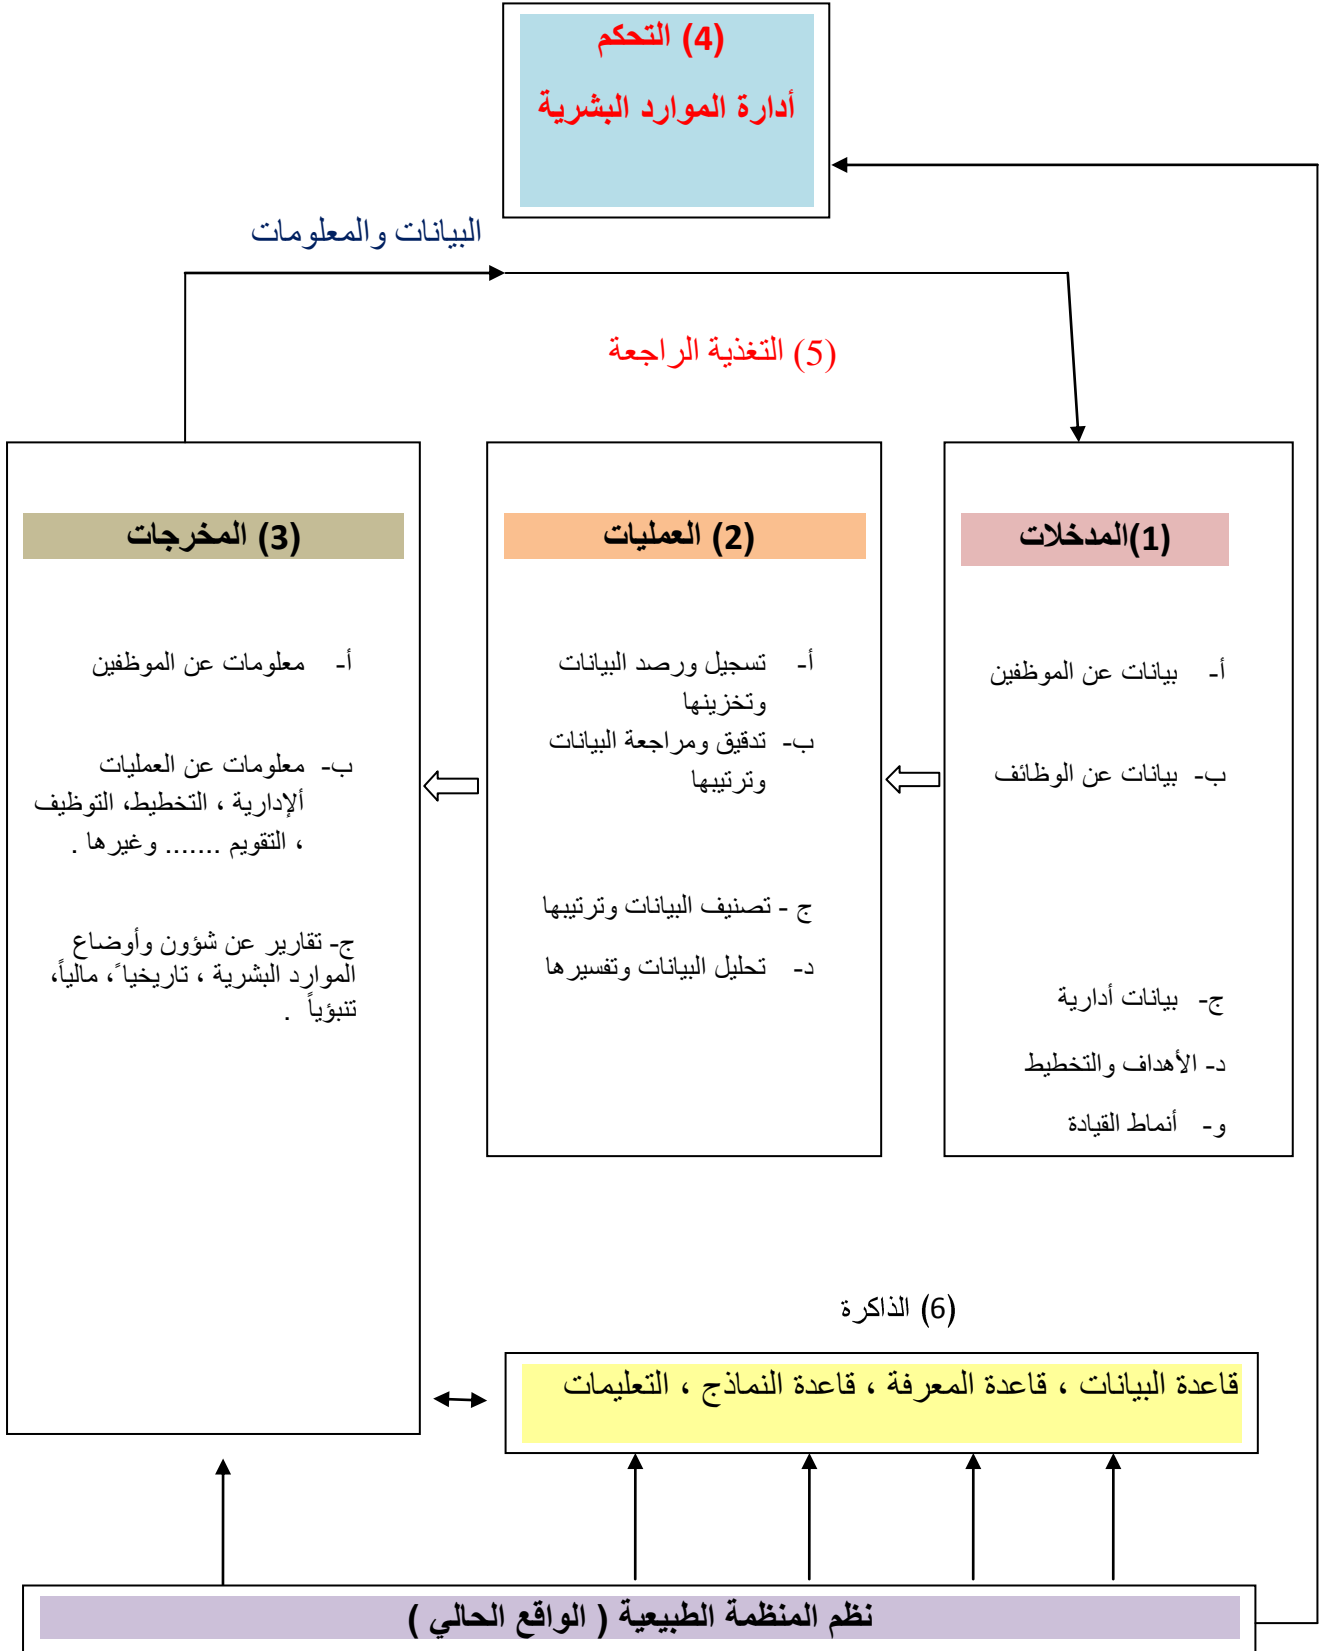 (4) التحكم
أدارة الموارد البشرية
البيانات والمعلومات
(5) التغذية الراجعة
(1)المدخلات
أ- بيانات عن الموظفين
ب- بيانات عن الوظائف
ج- بيانات أدارية
د- الأهداف والتخطيط
و- أنماط القيادة
(2) العمليات
أ- تسجيل ورصد البيانات
وتخزينها
ب- تدقيق ومراجعة البيانات
وترتيبها
ج - تصنيف البيانات وترتيبها
د- تحليل البيانات وتفسيرها
(3) المخرجات
أ- معلومات عن الموظفين
ب- معلومات عن العمليات
ألإدارية ، التخطيط، التوظيف
، التقويم ....... وغيرها .
ج- تقارير عن شؤون وأوضاع
الموارد البشرية ، تاريخيا ً، مالياً،
تنبؤياً .
(6) الذاكرة
قاعدة البيانات ، قاعدة المعرفة ، قاعدة النماذج ، التعليمات
نظم المنظمة الطبيعية ( الواقع الحالي )